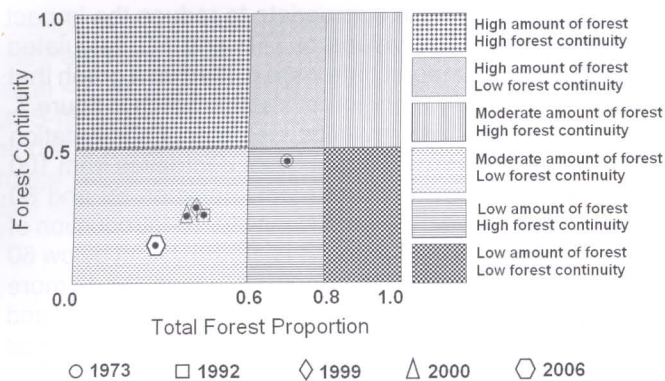 1.0
0.5
0.0
0.6
0.8
1.0
Forest Continuity
Total Forest Proportion
High amount of forest
High forest continuity
High amount of forest
Low forest continuity
Moderate amount of forest
High forest continuity
Moderate amount of forest
Low forest continuity
Low amount of forest
High forest continuity
Low amount of forest
Low forest continuity
1973
1992
1999
2000
2006